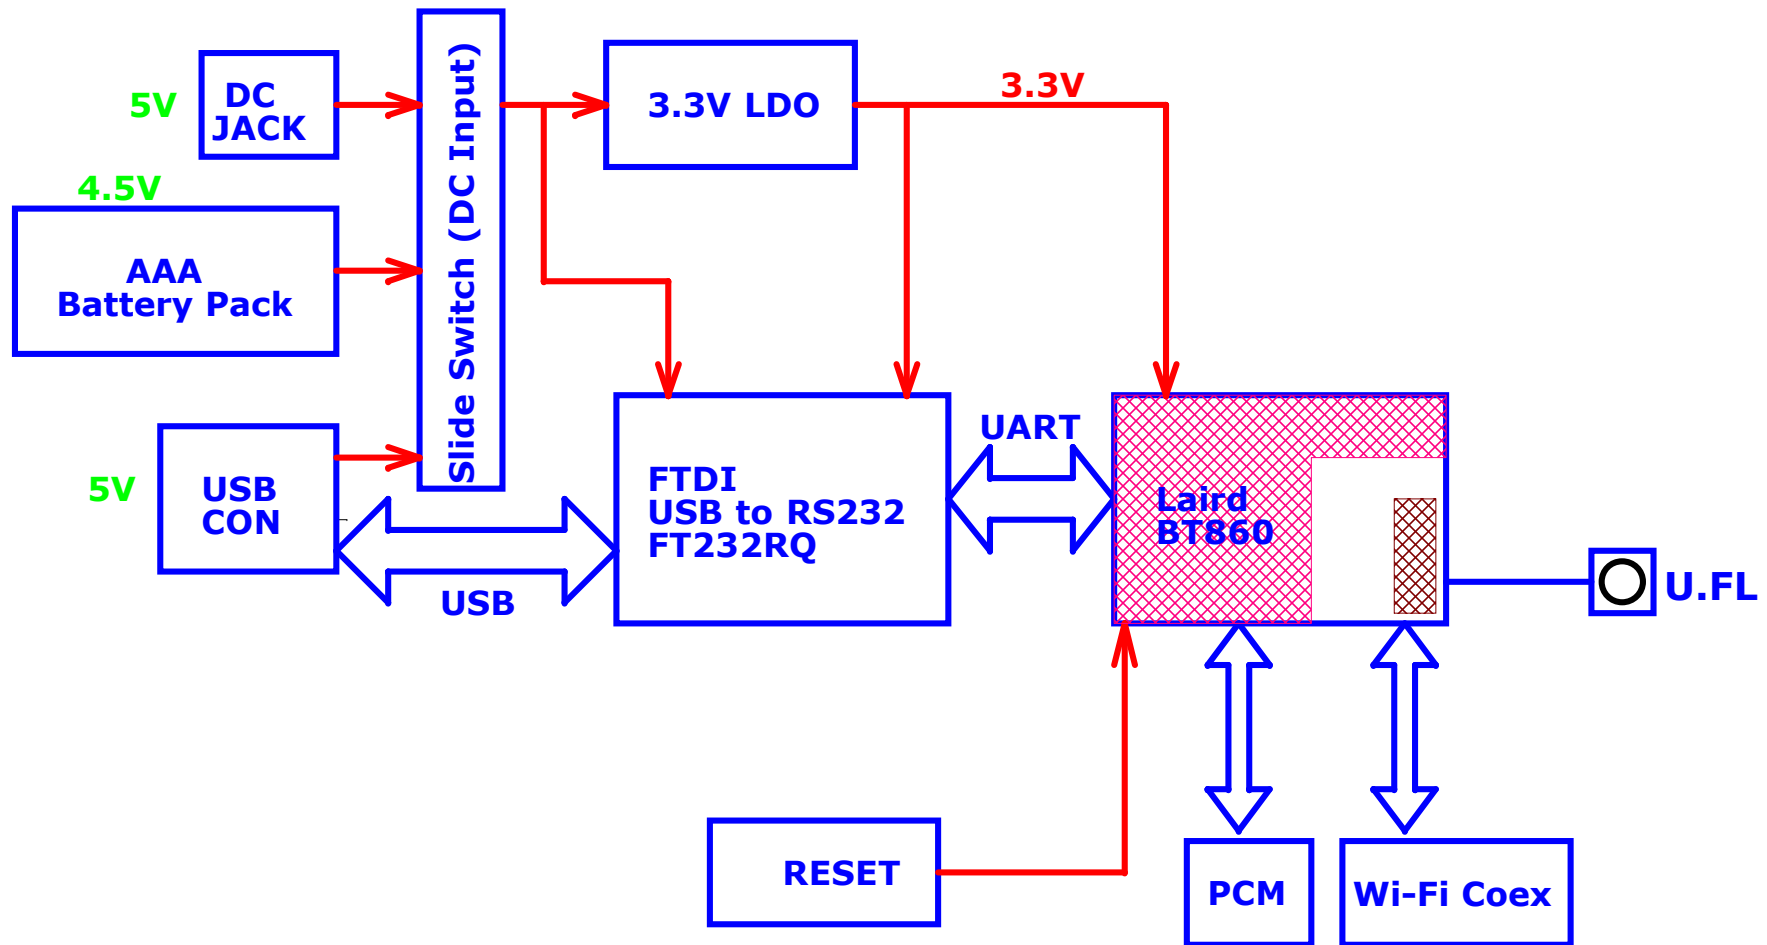 5V
DC
JACK
4.5V
AAA
Battery Pack
5V
USB
CON
Slide Switch (DC Input)
3.3V LDO
3.3V
USB
FTDI
USB to RS232
FT232RQ
UART
Laird
BT860
U.FL
RESET
PCM
Wi-Fi Coex